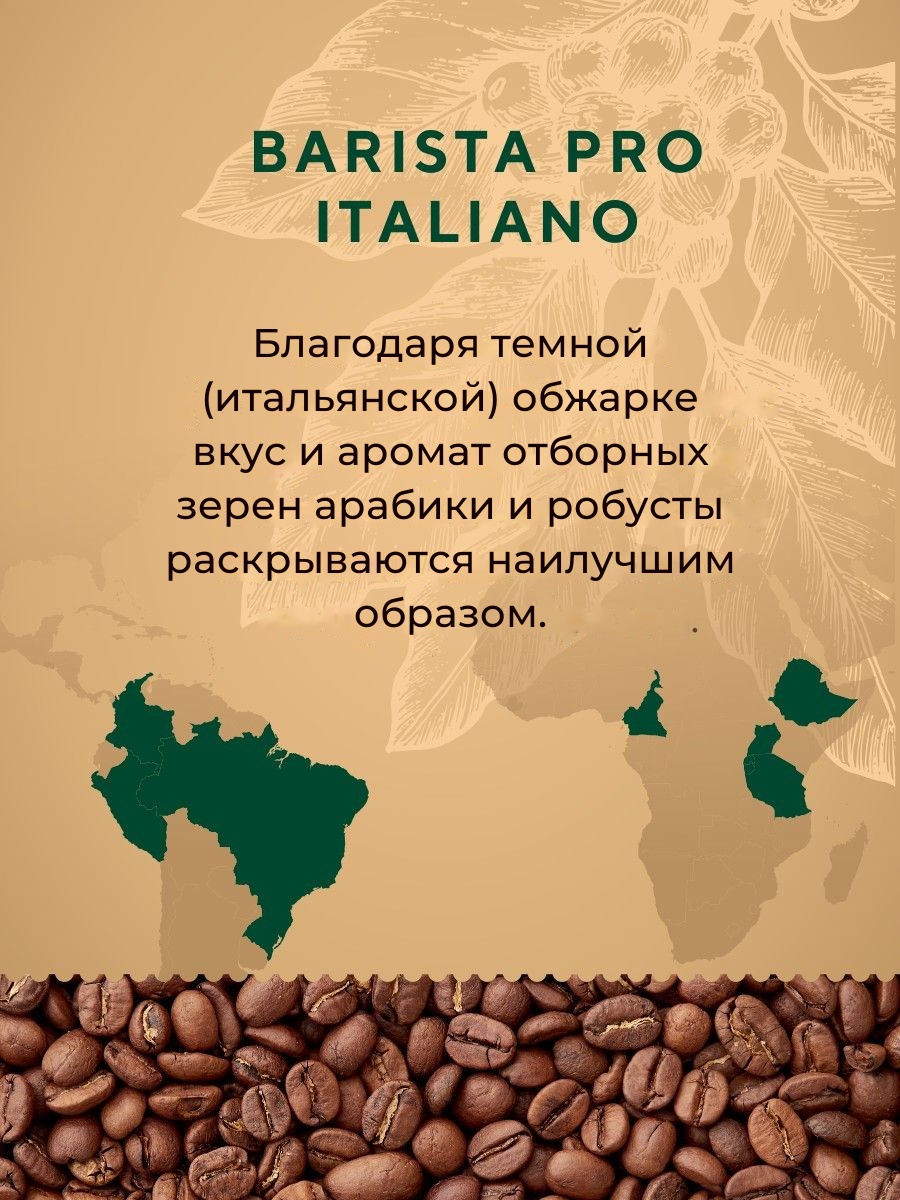 BARISTA PRO
ITALIANO
Благодаря темной
(итальянской) обжарке
вкус и аромат отборных
зерен арабики и робусты
раскрываются наилучшим
образом.